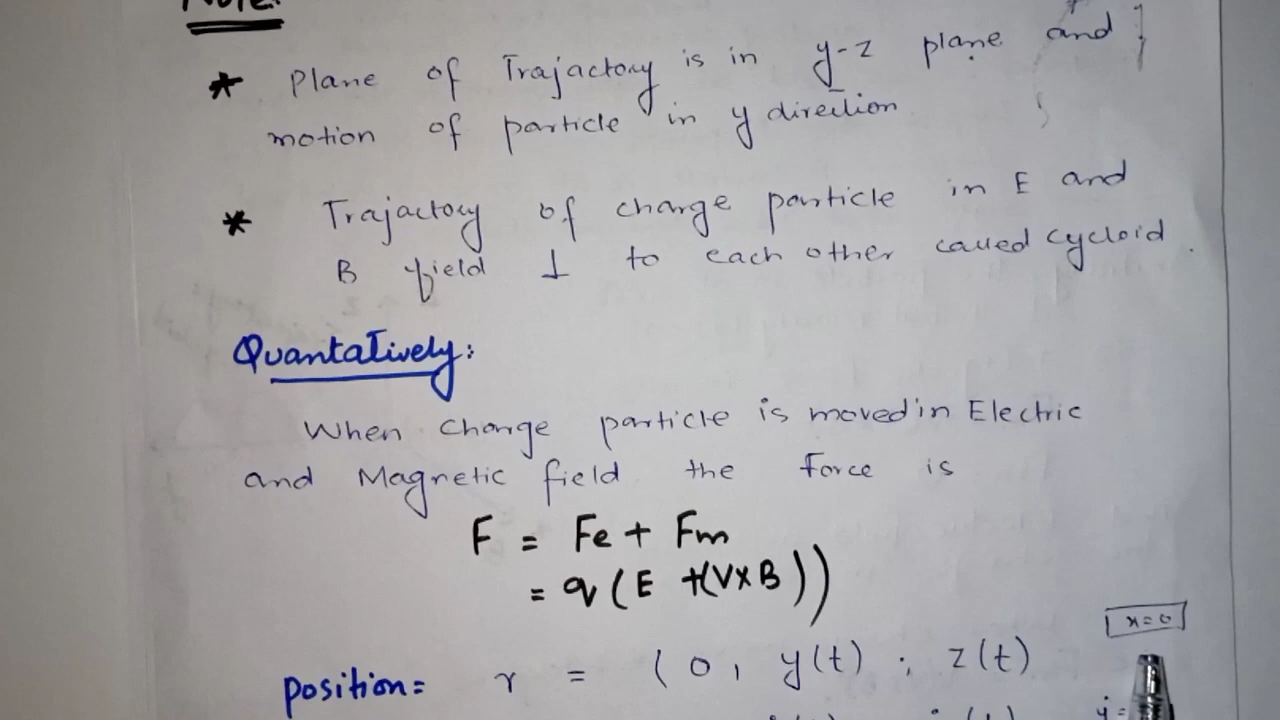 Note:
* Plane of Trajactory is in y-z plane and }
motion of particle in y direction
* Trajactory of charge particle in E and
B field ⊥ to each other called cycloid.
Quantatively:
When charge particle is moved in Electric
and Magnetic field the force is
F = Fe + Fm
= q (E +(V×B))
x=0
position= r = (0, y(t) ; z(t)